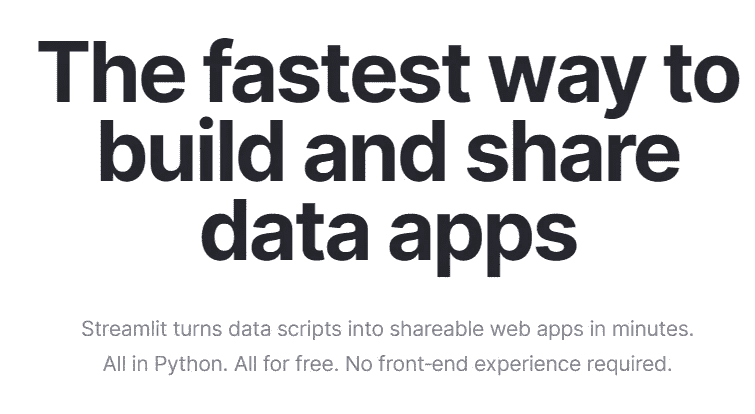 The fastest way to
build and share
data apps
Streamlit turns data scripts into shareable web apps in minutes.
All in Python. All for free. No front-end experience required.